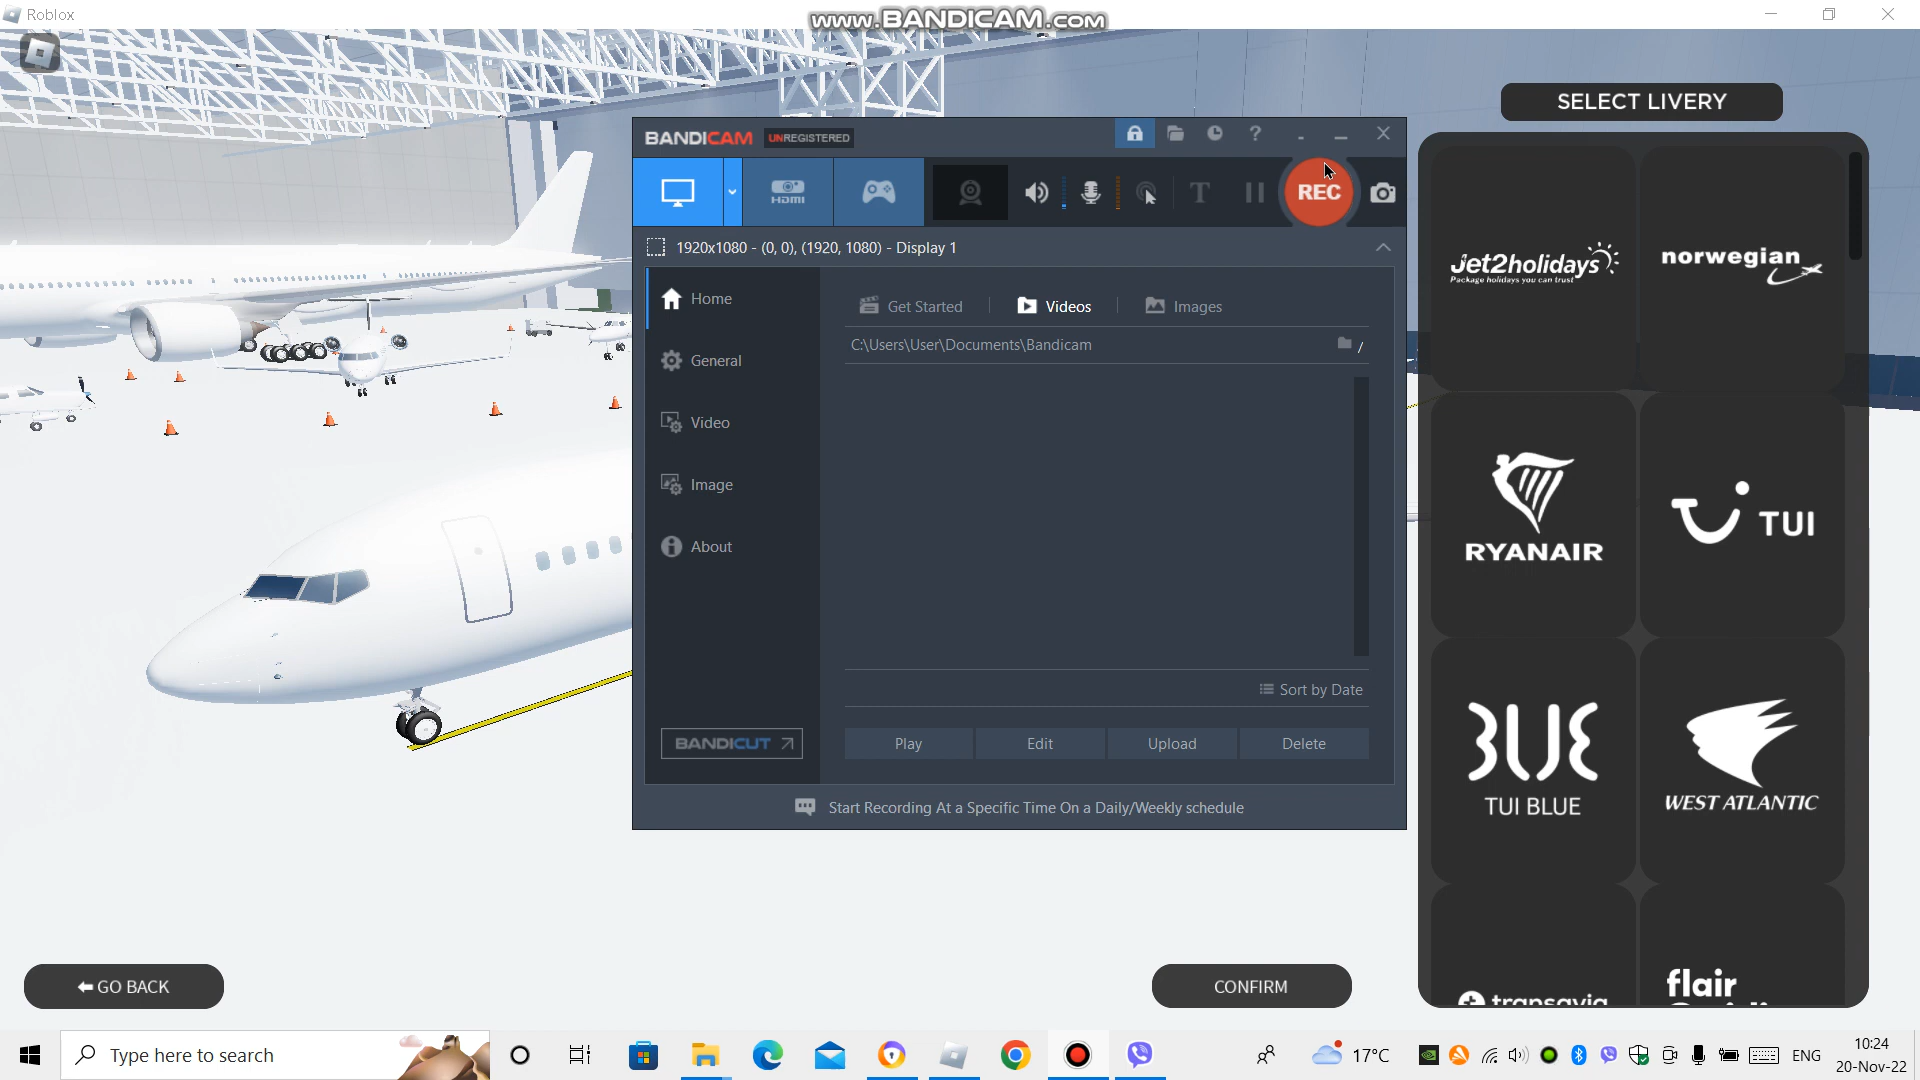 Roblox
www.BANDICAM.com
SELECT LIVERY
BANDICAM UNREGISTERED
?
HDMI
T
REC
1920x1080 - (0, 0), (1920, 1080) - Display 1
Home
General
Video
Image
About
Get Started
Videos
Images
C:\Users\User\Documents\Bandicam
/
Sort by Date
BANDICUT
Play
Edit
Upload
Delete
Start Recording At a Specific Time On a Daily/Weekly schedule
Jet2holidays
Package holidays you can trust
norwegian
RYANAIR
TUI
BUE
TUI BLUE
WEST ATLANTIC
transavia
flair
GO BACK
CONFIRM
Type here to search
17°C
ENG
10:24
20-Nov-22